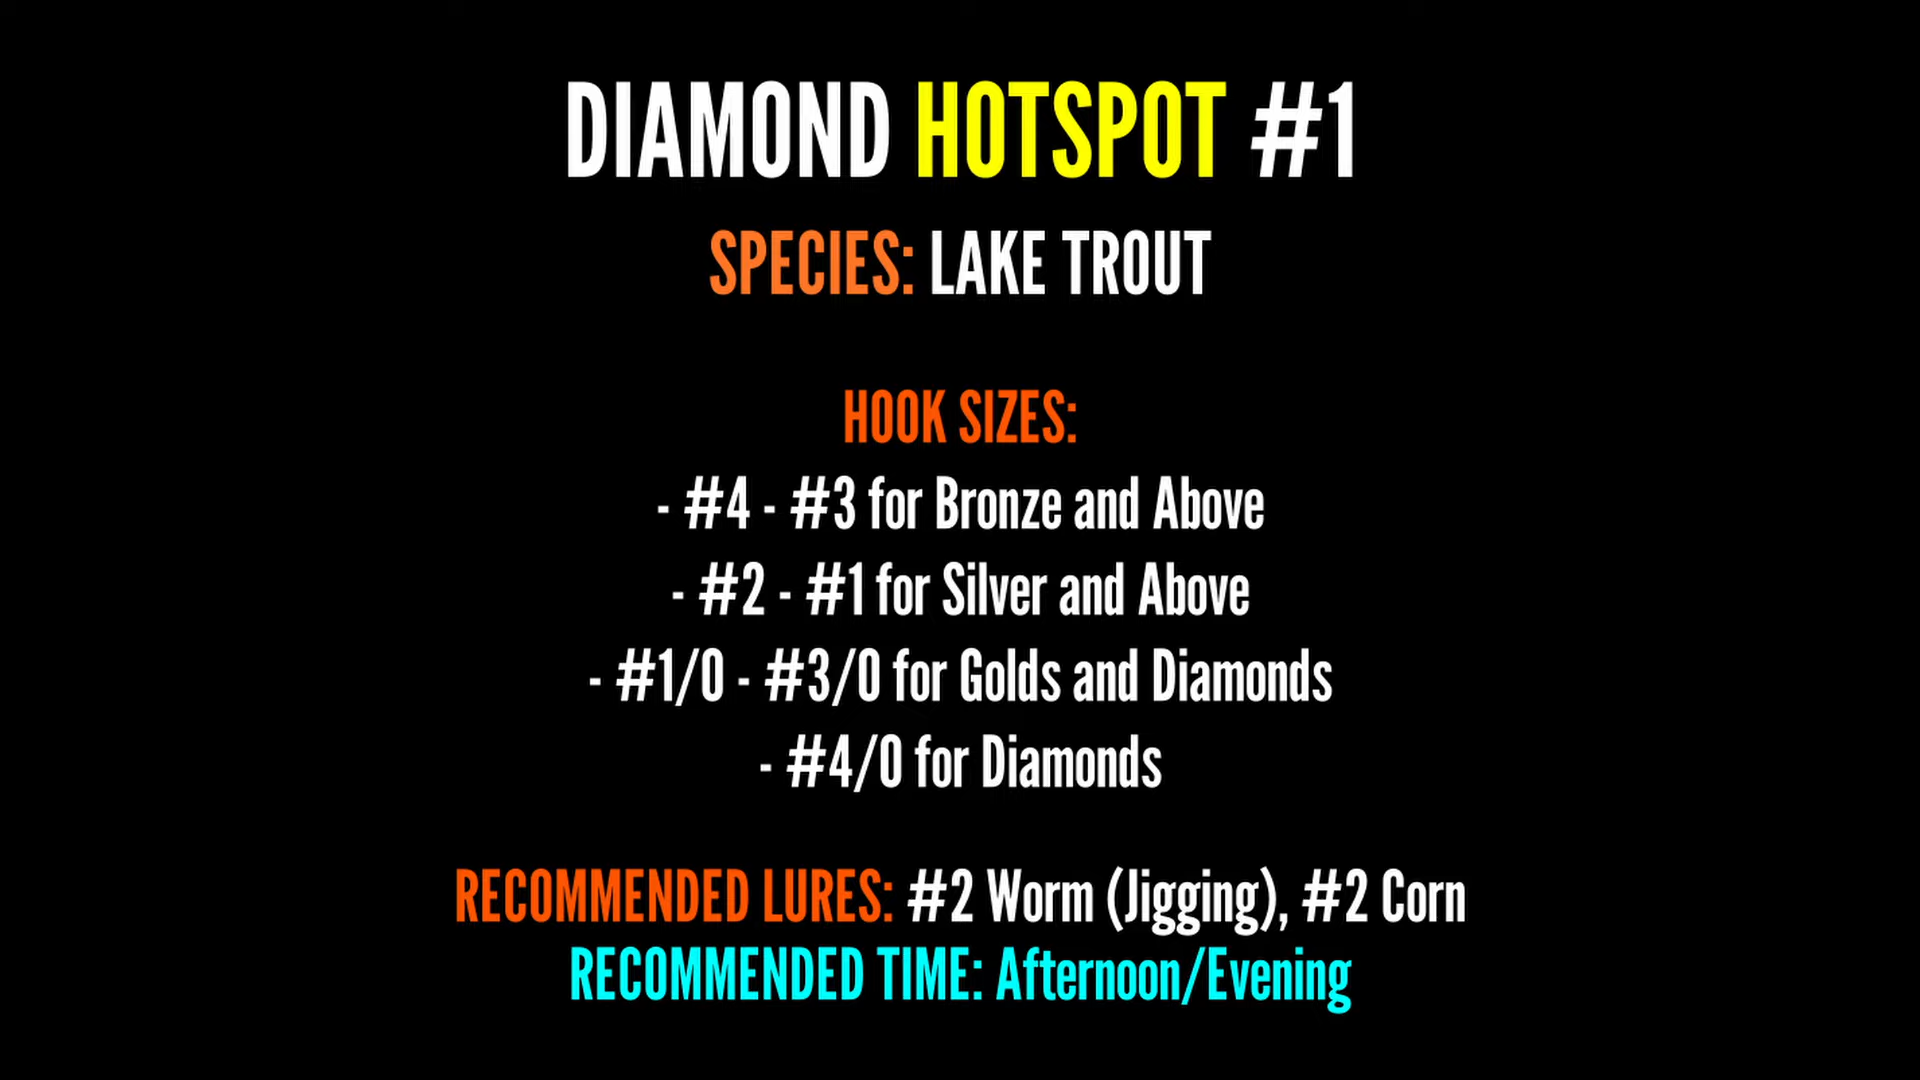 DIAMOND HOTSPOT #1
SPECIES: LAKE TROUT
HOOK SIZES:
- #4 - #3 for Bronze and Above
- #2 - #1 for Silver and Above
- #1/0 - #3/0 for Golds and Diamonds
- #4/0 for Diamonds
RECOMMENDED LURES: #2 Worm (Jigging), #2 Corn
RECOMMENDED TIME: Afternoon/Evening